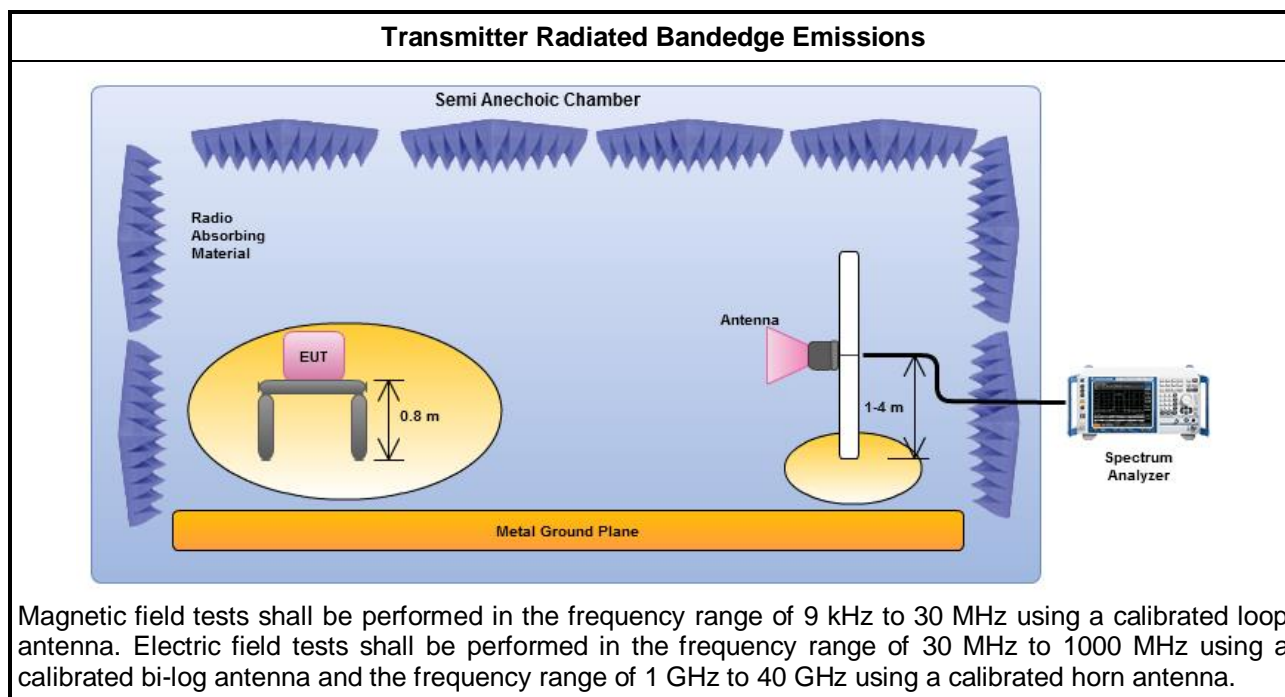 Transmitter Radiated Bandedge Emissions
Semi Anechoic Chamber
Radio
Absorbing
Material
Antenna
EUT
0.8 m
1-4 m
Spectrum
Analyzer
Metal Ground Plane
Magnetic field tests shall be performed in the frequency range of 9 kHz to 30 MHz using a calibrated loop
antenna. Electric field tests shall be performed in the frequency range of 30 MHz to 1000 MHz using a
calibrated bi-log antenna and the frequency range of 1 GHz to 40 GHz using a calibrated horn antenna.